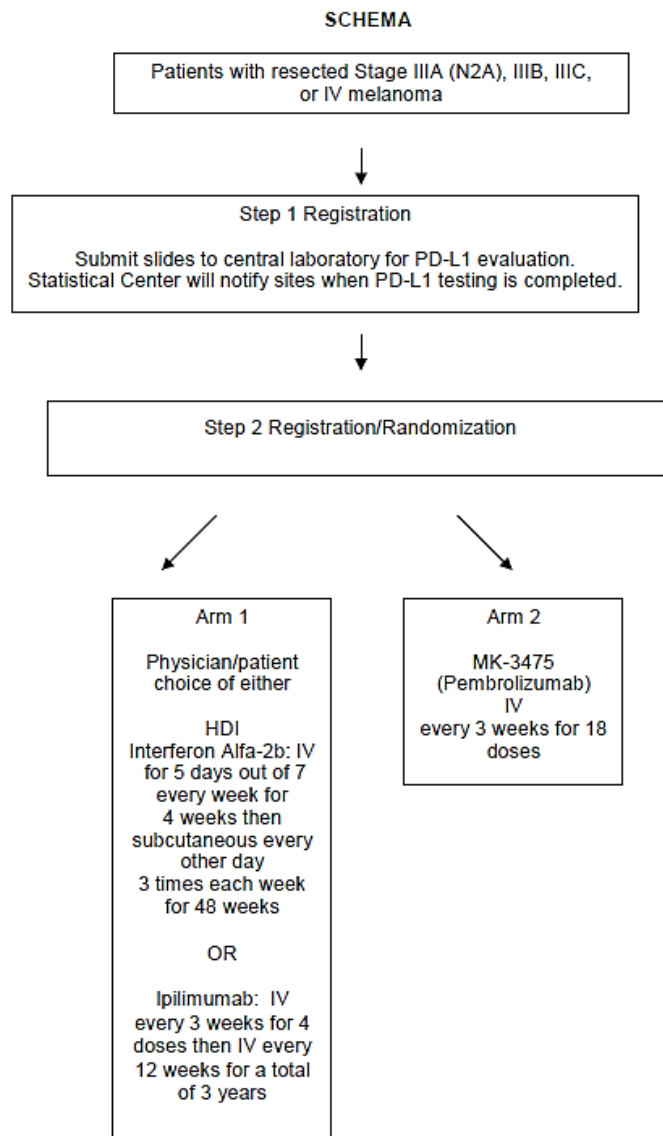 SCHEMA
Patients with resected Stage IIIA (N2A), IIIB, IIIC,
or IV melanoma
Step 1 Registration
Submit slides to central laboratory for PD-L1 evaluation.
Statistical Center will notify sites when PD-L1 testing is completed.
Step 2 Registration/Randomization
Arm 1
Physician/patient
choice of either
HDI
Interferon Alfa-2b: IV
for 5 days out of 7
every week for
4 weeks then
subcutaneous every
other day
3 times each week
for 48 weeks
OR
Ipilimumab: IV
every 3 weeks for 4
doses then IV every
12 weeks for a total
of 3 years
Arm 2
MK-3475
(Pembrolizumab)
IV
every 3 weeks for 18
doses